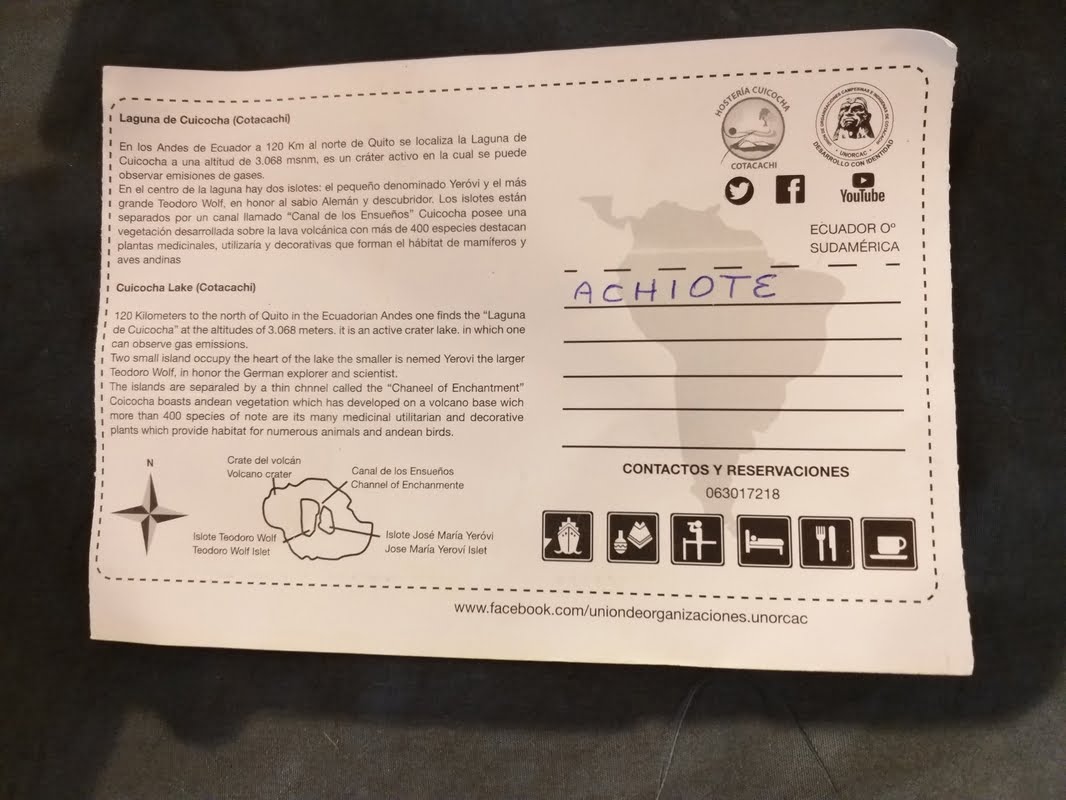 Laguna de Cuicocha (Cotacachi)
En los Andes de Ecuador a 120 Km al norte de Quito se localiza la Laguna de
Cuicocha a una altitud de 3.068 msnm, es un cráter activo en la cual se puede
observar emisiones de gases.
En el centro de la laguna hay dos islotes: el pequeño denominado Yeróvi y el más
grande Teodoro Wolf, en honor al sabio Alemán y descubridor. Los islotes están
separados por un canal llamado “Canal de los Ensueños” Cuicocha posee una
vegetación desarrollada sobre la lava volcánica con más de 400 especies destacan
plantas medicinales, utilizaria y decorativas que forman el hábitat de mamíferos y
aves andinas
Cuicocha Lake (Cotacachi)
120 Kilometers to the north of Quito in the Ecuadorian Andes one finds the “Laguna
de Cuicocha” at the altitudes of 3.068 meters. it is an active crater lake. in which one
can observe gas emissions.
Two small island occupy the heart of the lake the smaller is nemed Yerovi the larger
Teodoro Wolf, in honor the German explorer and scientist.
The islands are separaled by a thin chnnel called the “Chaneel of Enchantment”
Coicocha boasts andean vegetation which has developed on a volcano base wich
more than 400 species of note are its many medicinal utilitarian and decorative
plants which provide habitat for numerous animals and andean birds.
N
Crate del volcán
Volcano crater
Canal de los Ensueños
Channel of Enchanmente
Islote Teodoro Wolf
Teodoro Wolf Islet
Islote José María Yeróvi
Jose María Yeroví Islet
HOSTERÍA CUICOCHA
COTACACHI
UNIÓN DE ORGANIZACIONES CAMPESINAS E INDÍGENAS DE COTACACHI
UNORCAC
DESARROLLO CON IDENTIDAD
YouTube
ECUADOR Oº
SUDAMÉRICA
ACHIOTE
CONTACTOS Y RESERVACIONES
063017218
www.facebook.com/uniondeorganizaciones.unorcac